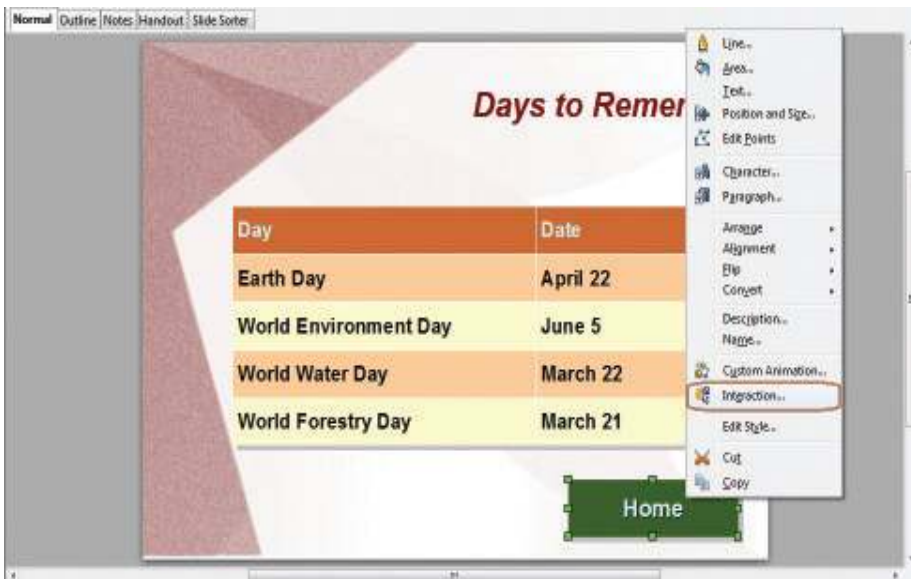 Normal Outline Notes Handout Slide Sorter
Days to Remem
Day Date
Earth Day April 22
World Environment Day June 5
World Water Day March 22
World Forestry Day March 21
Home
Line...
Area...
Text...
Position and Size...
Edit Points
Character...
Paragraph...
Arrange
Alignment
Flip
Convert
Description...
Name...
Custom Animation...
Interaction...
Edit Style...
Cut
Copy